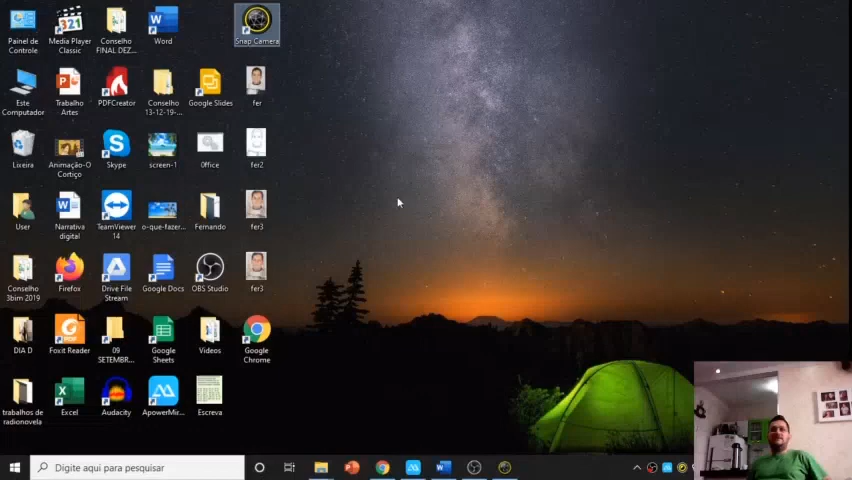 Painel de
Controle
Media Player
Classic
Conselho
FINAL DEZ...
Word
Snap Camera
Este
Computador
Trabalho
Artes
PDFCreator
Conselho
13-12-19-...
Google Slides
fer
Lixeira
Animação-O
Cortiço
Skype
screen-1
Office
fer2
User
Narrativa
digital
TeamViewer
14
o-que-fazer...
Fernando
fer3
Conselho
3bim 2019
Firefox
Drive File
Stream
Google Docs
OBS Studio
fer3
DIA D
Foxit Reader
09
SETEMBR...
Google
Sheets
Videos
Google
Chrome
trabalhos de
radionovela
Excel
Audacity
ApowerMir...
Escreva
Digite aqui para pesquisar